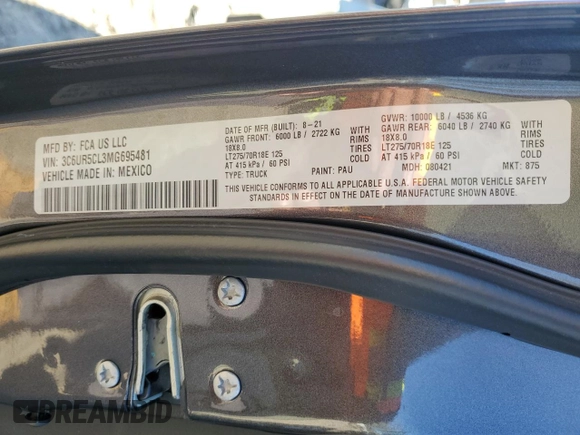 MFD BY: FCA US LLC
VIN: 3C6UR5CL3MG695481
VEHICLE MADE IN: MEXICO
DATE OF MFR (BUILT): 8-21
GAWR FRONT: 6000 LB / 2722 KG
18X8.0
LT275/70R18E 125
AT 415 kPa / 60 PSI
TYPE: TRUCK
WITH
RIMS
TIRES
COLD
PAINT: PAU
GVWR: 10000 LB / 4536 KG
GAWR REAR: 6040 LB / 2740 KG
18X8.0
LT275/70R18E 125
AT 415 kPa / 60 PSI
MDH: 080421
WITH
RIMS
TIRES
COLD
MKT: 875
THIS VEHICLE CONFORMS TO ALL APPLICABLE U.S.A. FEDERAL MOTOR VEHICLE SAFETY
STANDARDS IN EFFECT ON THE DATE OF MANUFACTURE SHOWN ABOVE.
BREAMBID